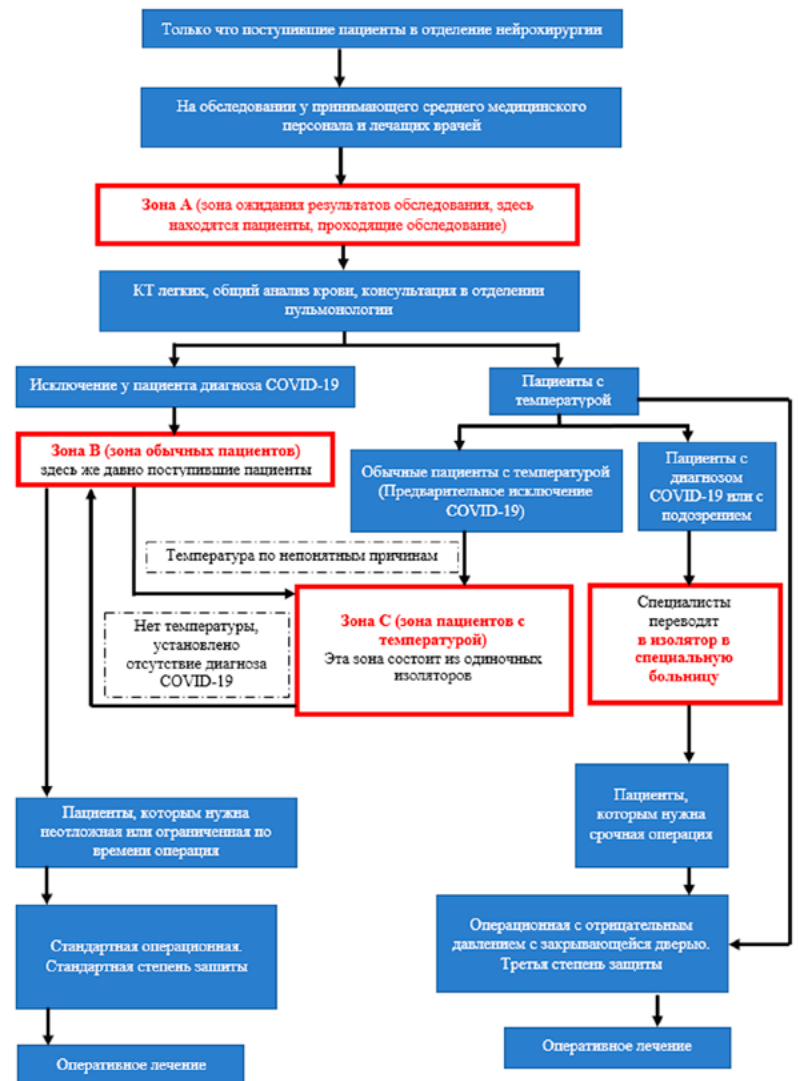 Только что поступившие пациенты в отделение нейрохирургии
На обследовании у принимающего среднего медицинского
персонала и лечащих врачей
Зона А (зона ожидания результатов обследования, здесь
находятся пациенты, проходящие обследование)
КТ легких, общий анализ крови, консультация в отделении
пульмонологии
Исключение у пациента диагноза COVID-19
Пациенты с
температурой
Зона В (зона обычных пациентов)
здесь же давно поступившие пациенты
Обычные пациенты с температурой
(Предварительное исключение
COVID-19)
Пациенты с
диагнозом
COVID-19 или с
подозрением
Температура по непонятным причинам
Нет температуры,
установлено
отсутствие диагноза
COVID-19
Зона С (зона пациентов с
температурой)
Эта зона состоит из одиночных
изоляторов
Специалисты
переводят
в изолятор в
специальную
больницу
Пациенты, которым нужна
неотложная или ограниченная по
времени операция
Пациенты,
которым нужна
срочная операция
Стандартная операционная.
Стандартная степень зашиты
Операционная с отрицательным
давлением с закрывающейся дверью.
Третья степень защиты
Оперативное лечение
Оперативное лечение